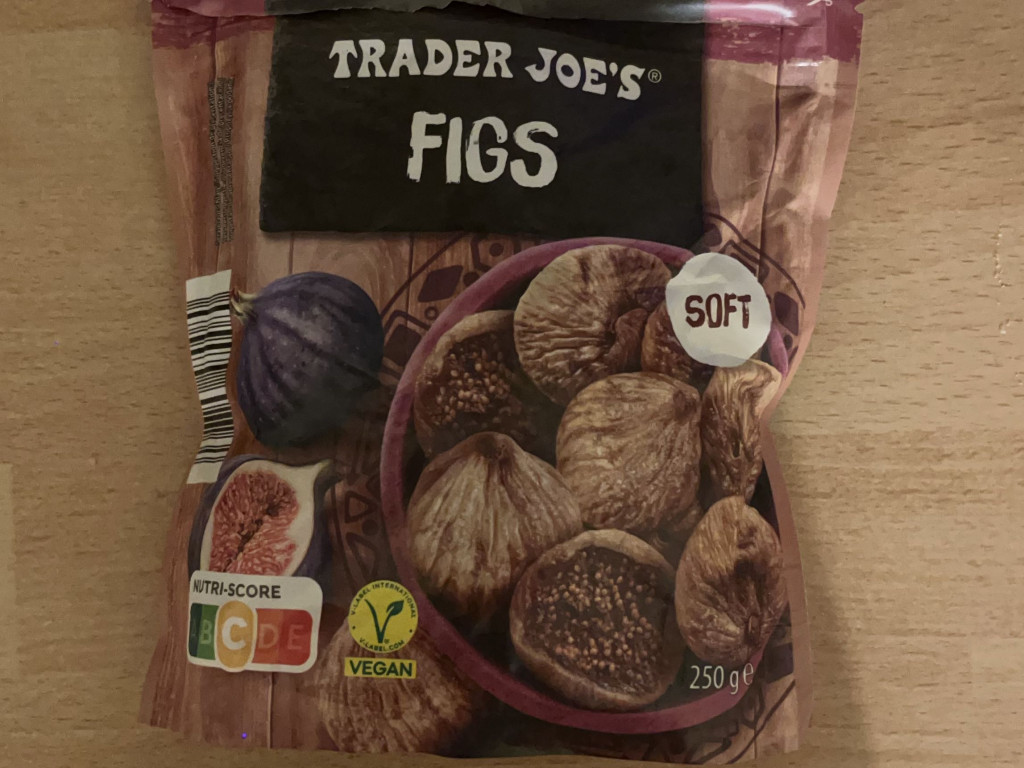 TRADER JOE'S®
FIGS
SOFT
NUTRI-SCORE
B C D E
V-LABEL INTERNATIONAL
V-LABEL.COM
VEGAN
250 g e